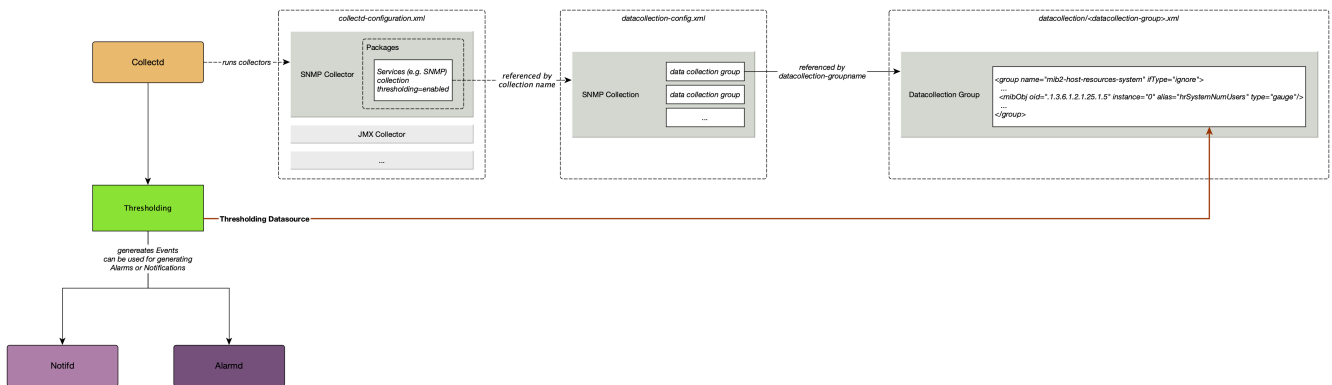 collectd-configuration.xml
datacollection-config.xml
datacollection/<datacollection-group>.xml
Collectd
runs collectors
SNMP Collector
Packages
Services (e.g. SNMP)
collection
thresholding=enabled
JMX Collector
...
referenced by
collection name
SNMP Collection
data collection group
data collection group
...
referenced by
datacollection-groupname
Datacollection Group
<group name="mib2-host-resources-system" ifType="ignore">
...
<mibObj oid=".1.3.6.1.2.1.25.1.5" instance="0" alias="hrSystemNumUsers" type="gauge"/>
...
</group>
Thresholding
Thresholding Datasource
genereates Events
can be used for generating
Alarms or Notifications
Notifd
Alarmd